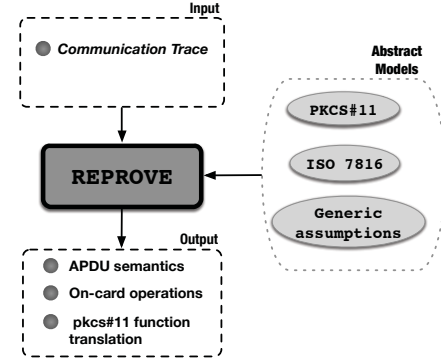 Input
Communication Trace
Abstract
Models
PKCS#11
ISO 7816
Generic
assumptions
REPROVE
Output
APDU semantics
On-card operations
pkcs#11 function
translation